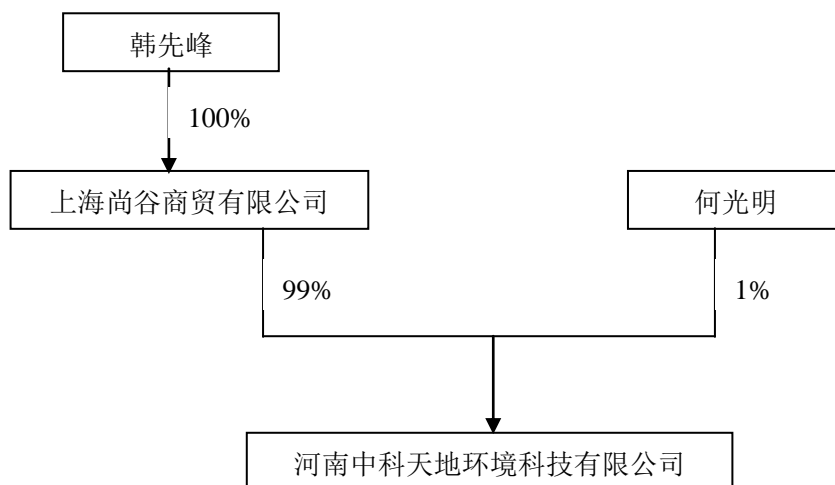 韩先峰
100%
上海尚谷商贸有限公司
何光明
99%
1%
河南中科天地环境科技有限公司